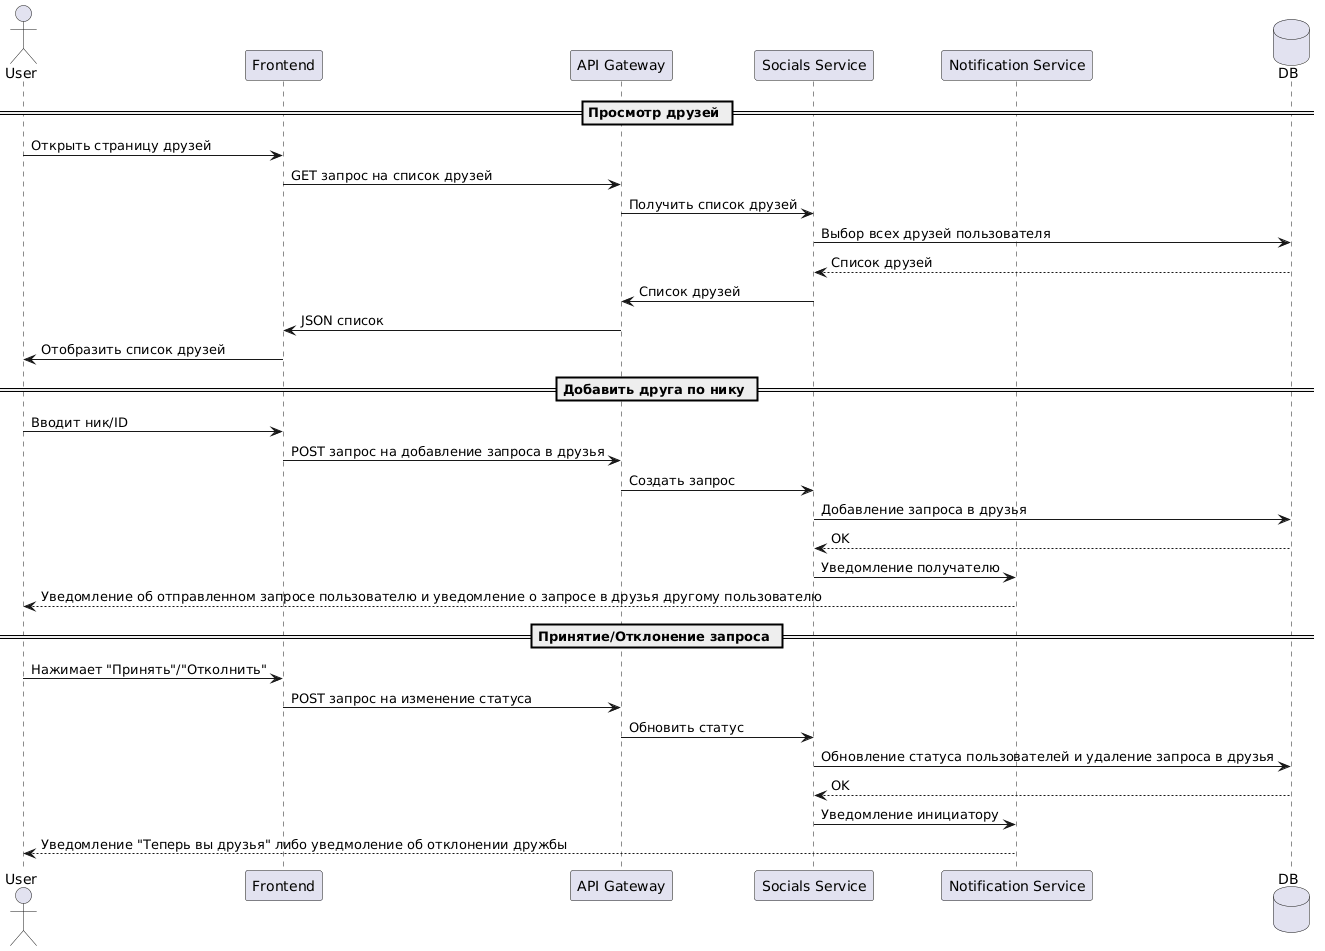 User
Frontend
API Gateway
Socials Service
Notification Service
DB
Просмотр друзей
Открыть страницу друзей
GET запрос на список друзей
Получить список друзей
Выбор всех друзей пользователя
Список друзей
Список друзей
JSON список
Отобразить список друзей
Добавить друга по нику
Вводит ник/ID
POST запрос на добавление запроса в друзья
Создать запрос
Добавление запроса в друзья
OK
Уведомление получателю
Уведомление об отправленном запросе пользователю и уведомление о запросе в друзья другому пользователю
Принятие/Отклонение запроса
Нажимает "Принять"/"Отколнить"
POST запрос на изменение статуса
Обновить статус
Обновление статуса пользователей и удаление запроса в друзья
OK
Уведомление инициатору
Уведомление "Теперь вы друзья" либо уведмоление об отклонении дружбы
User
Frontend
API Gateway
Socials Service
Notification Service
DB